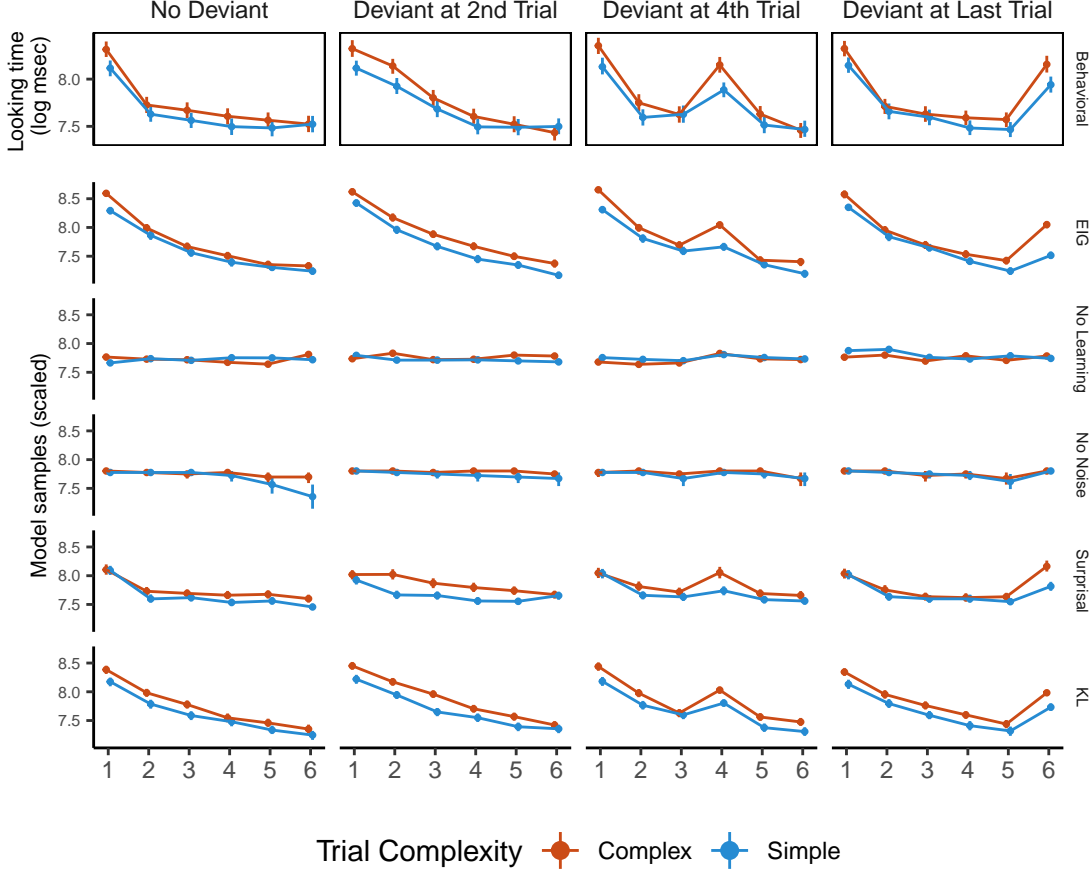 No Deviant Deviant at 2nd Trial Deviant at 4th Trial Deviant at Last Trial
Looking time
(log msec)
8.0
7.5
Behavioral
Model samples (scaled)
8.5
8.0
7.5
EIG
8.5
8.0
7.5
No Learning
8.5
8.0
7.5
No Noise
8.5
8.0
7.5
Surprisal
8.5
8.0
7.5
KL
1 2 3 4 5 6 1 2 3 4 5 6 1 2 3 4 5 6 1 2 3 4 5 6
Trial Complexity Complex Simple